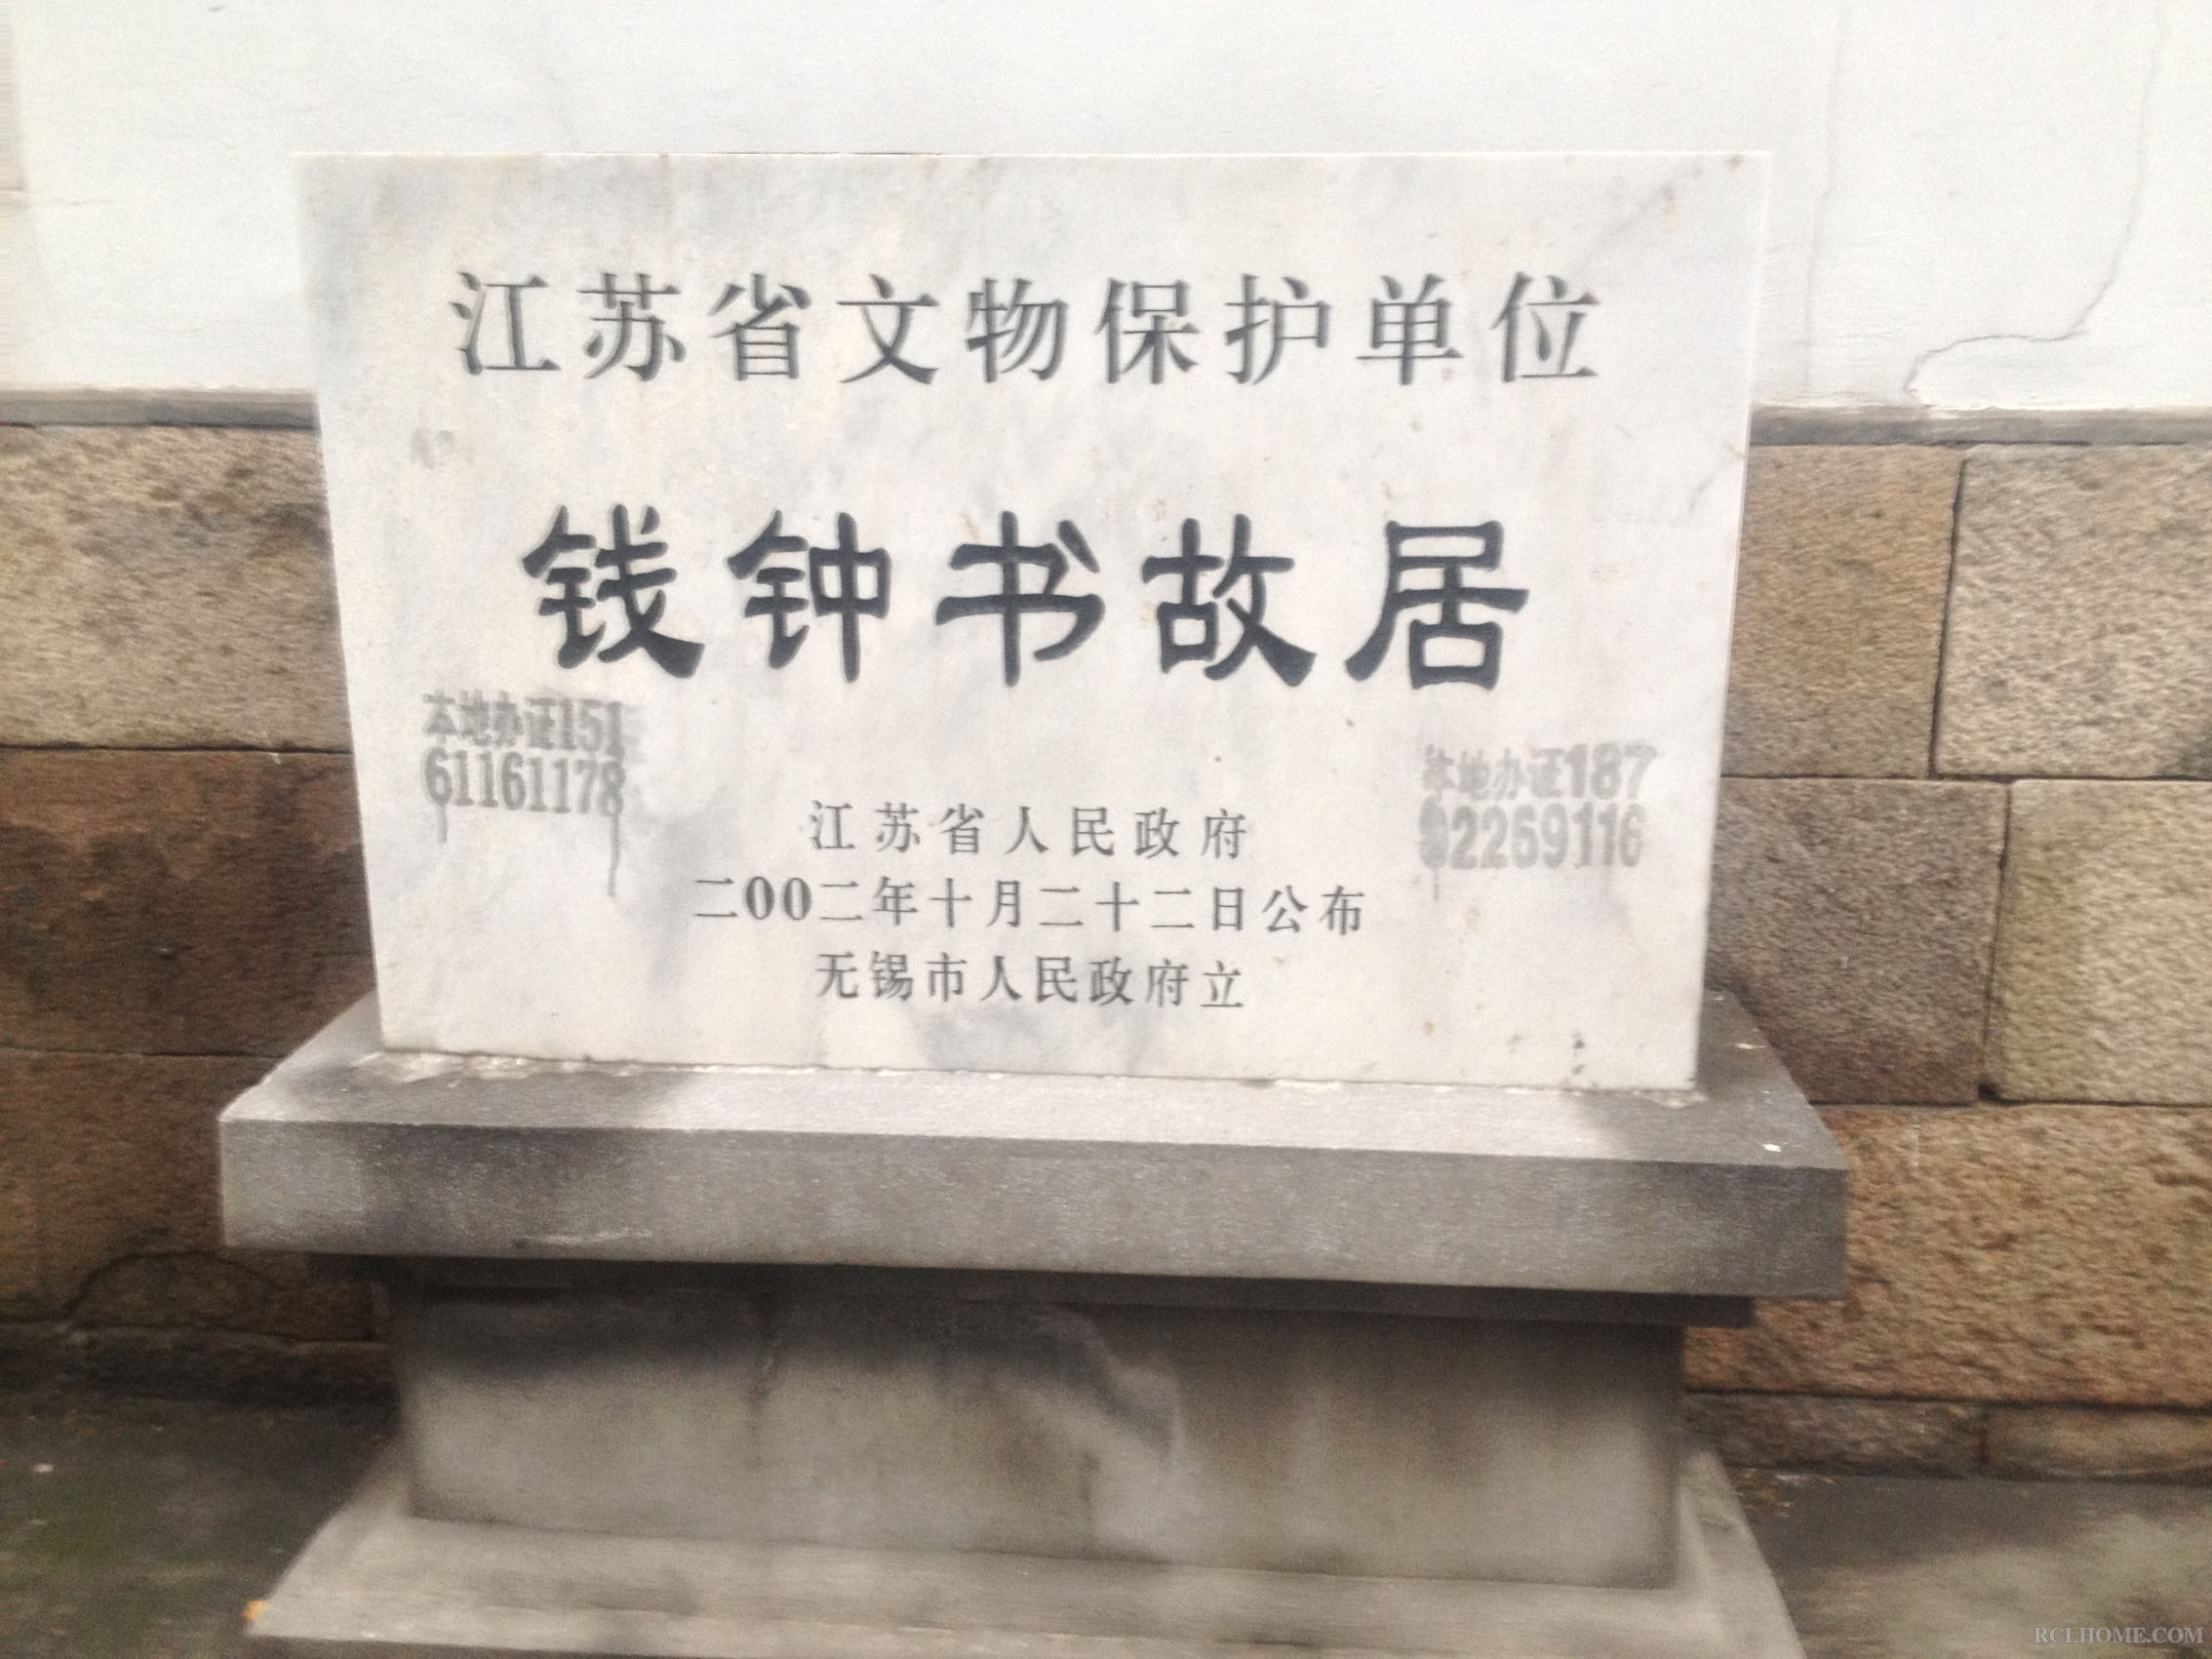 江苏省文物保护单位
钱钟书故居
本地办证151
61161178
本地办证187
02269116
江苏省人民政府
二00二年十月二十二日公布
无锡市人民政府立
RCLHOME.COM